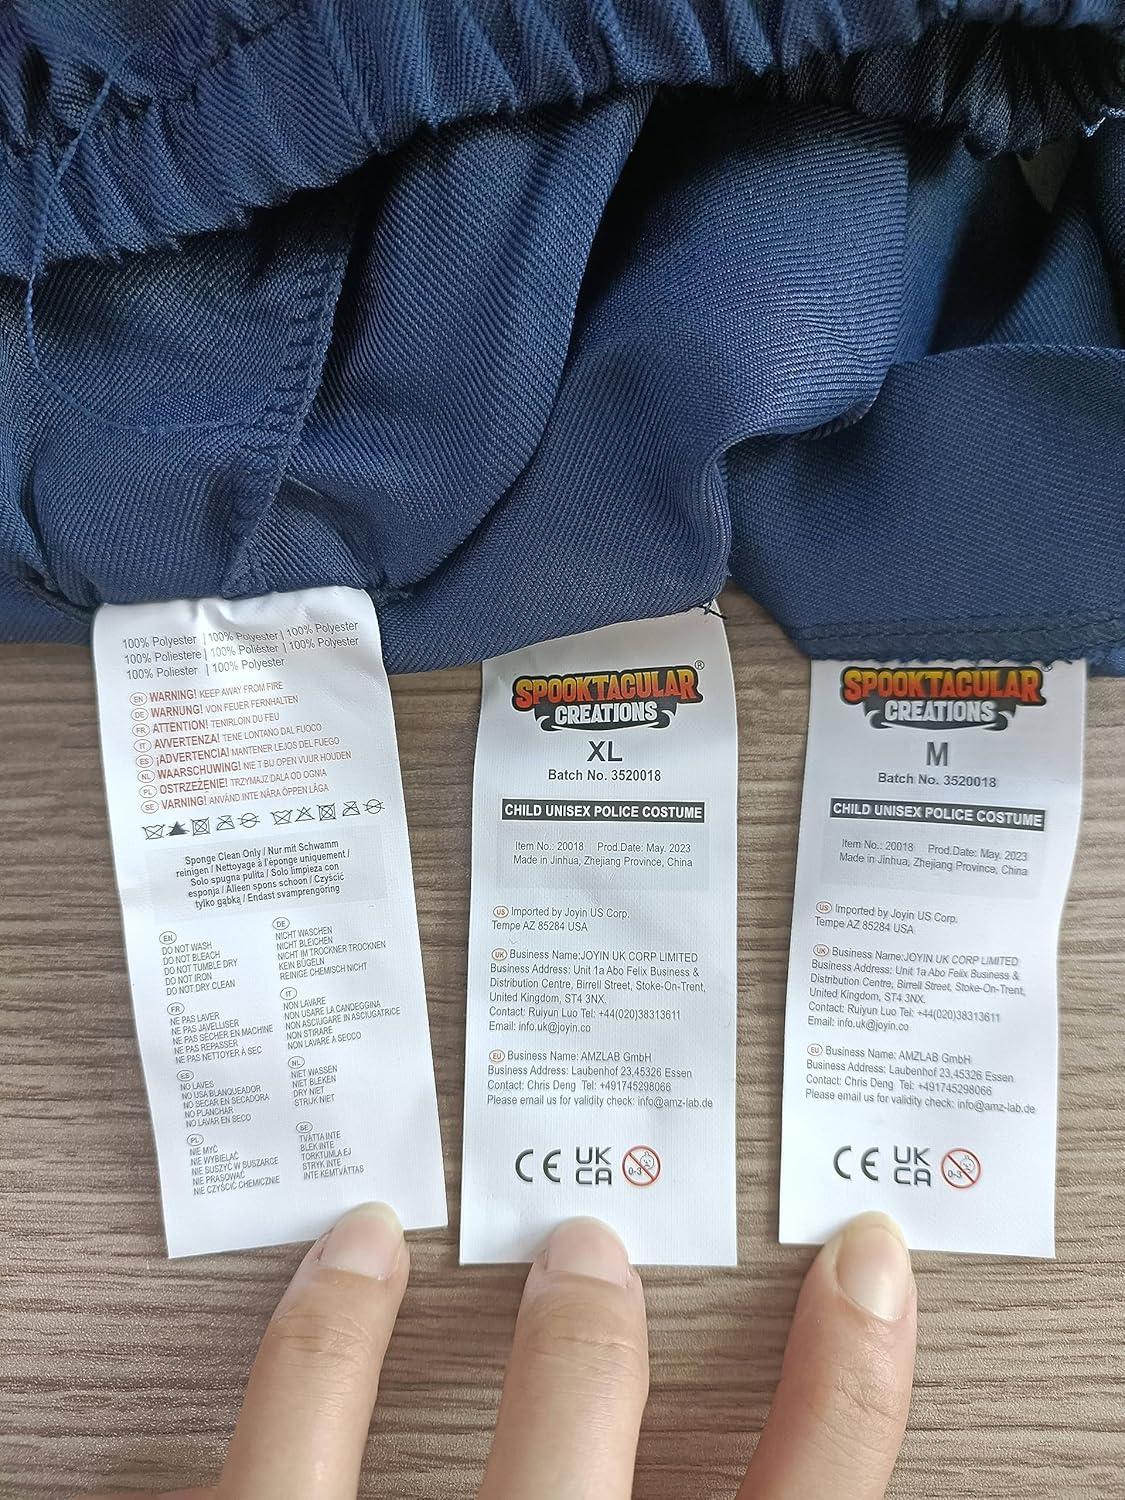 100% Polyester | 100% Polyester | 100% Polyester
100% Poliestere | 100% Poliéster | 100% Polyester
100% Poliester | 100% Polyester
EN WARNING! KEEP AWAY FROM FIRE
DE WARNUNG! VON FEUER FERNHALTEN
FR ATTENTION! TENIRLOIN DU FEU
IT AVVERTENZA! TENE LONTANO DAL FUOCO
ES ¡ADVERTENCIA! MANTENER LEJOS DEL FUEGO
NL WAARSCHUWING! NIE T BIJ OPEN VUUR HOUDEN
PL OSTRZEŻENIE! TRZYMAJZ DALA OD OGNIA
SE VARNING! ANVÄND INTE NÄRA ÖPPEN LÅGA
Sponge Clean Only / Nur mit Schwamm
reinigen / Nettoyage à l'éponge uniquement /
Solo spugna pulita / Solo limpieza con
esponja / Alleen spons schoon / Czyścić
tylko gąbką / Endast svamprengöring
EN
DO NOT WASH
DO NOT BLEACH
DO NOT TUMBLE DRY
DO NOT IRON
DO NOT DRY CLEAN
DE
NICHT WASCHEN
NICHT BLEICHEN
NICHT IM TROCKNER TROCKNEN
KEIN BÜGELN
REINIGE CHEMISCH NICHT
FR
NE PAS LAVER
NE PAS JAVELLISER
NE PAS SÉCHER EN MACHINE
NE PAS REPASSER
NE PAS NETTOYER À SEC
IT
NON LAVARE
NON USARE LA CANDEGGINA
NON ASCIUGARE IN ASCIUGATRICE
NON STIRARE
NON LAVARE A SECCO
ES
NO LAVES
NO USA BLANQUEADOR
NO SECAR EN SECADORA
NO PLANCHAR
NO LAVAR EN SECO
NL
NIET WASSEN
NIET BLEKEN
DRY NIET
STRIJK NIET
PL
NIE MYĆ
NIE WYBIELAĆ
NIE SUSZYĆ W SUSZARCE
NIE PRASOWAĆ
NIE CZYŚCIĆ CHEMICZNIE
SE
TVÄTTA INTE
BLEK INTE
TORKTUMLA EJ
STRYK INTE
INTE KEMTVÄTTAS
SPOOKTACULAR®
CREATIONS
XL
Batch No. 3520018
CHILD UNISEX POLICE COSTUME
Item No.: 20018 Prod.Date: May. 2023
Made in Jinhua, Zhejiang Province, China
US Imported by Joyin US Corp.
Tempe AZ 85284 USA
UK Business Name:JOYIN UK CORP LIMITED
Business Address: Unit 1a Abo Felix Business &
Distribution Centre, Birrell Street, Stoke-On-Trent,
United Kingdom, ST4 3NX.
Contact: Ruiyun Luo Tel: +44(020)38313611
Email: info.uk@joyin.co
EU Business Name: AMZLAB GmbH
Business Address: Laubenhof 23,45326 Essen
Contact: Chris Deng Tel: +491745298066
Please email us for validity check: info@amz-lab.de
CE UK
CA 0-3
SPOOKTACULAR®
CREATIONS
M
Batch No. 3520018
CHILD UNISEX POLICE COSTUME
Item No.: 20018 Prod.Date: May. 2023
Made in Jinhua, Zhejiang Province, China
US Imported by Joyin US Corp.
Tempe AZ 85284 USA
UK Business Name: JOYIN UK CORP LIMITED
Business Address: Unit 1a Abo Felix Business &
Distribution Centre, Birrell Street, Stoke-On-Trent,
United Kingdom, ST4 3NX.
Contact: Ruiyun Luo Tel: +44(020)38313611
Email: info.uk@joyin.co
EU Business Name: AMZLAB GmbH
Business Address: Laubenhof 23,45326 Essen
Contact: Chris Deng Tel: +491745298066
Please email us for validity check: info@amz-lab.de
CE UK
CA 0-3